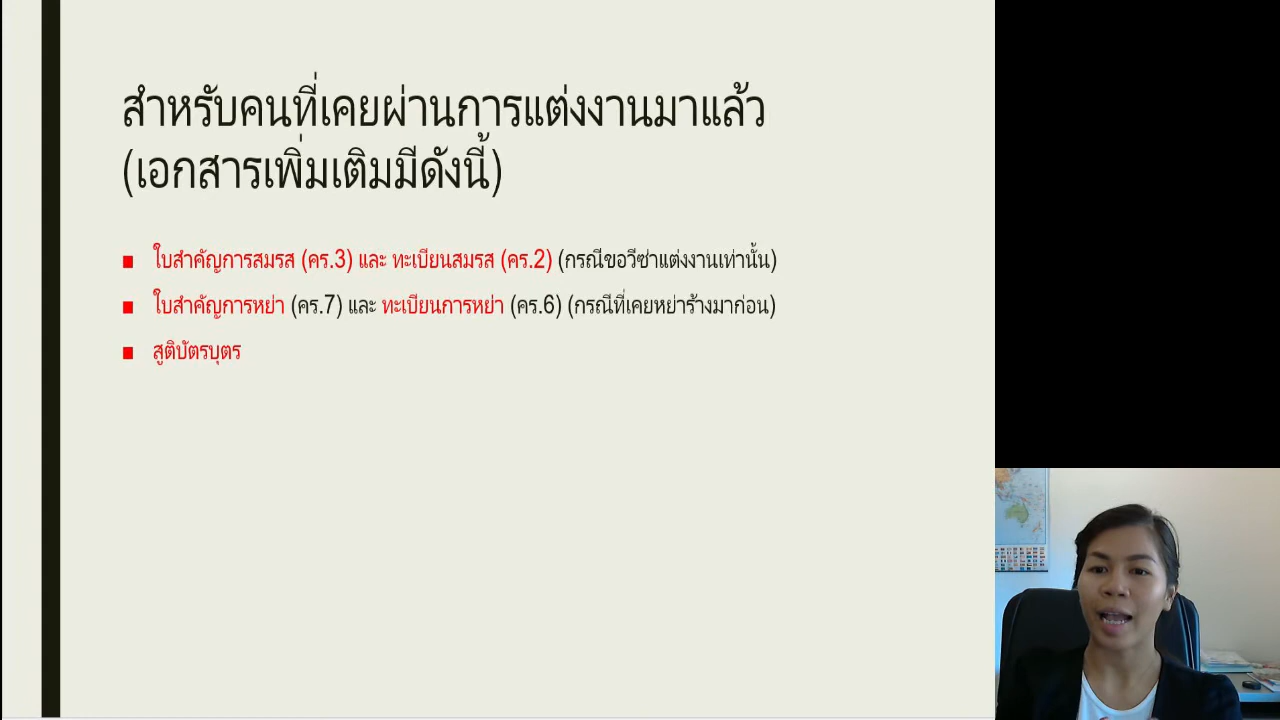 สำหรับคนที่เคยผ่านการแต่งงานมาแล้ว
(เอกสารเพิ่มเติมมีดังนี้)
ใบสำคัญการสมรส (คร.3) และ ทะเบียนสมรส (คร.2) (กรณีขอวีซ่าแต่งงานเท่านั้น)
ใบสำคัญการหย่า (คร.7) และ ทะเบียนการหย่า (คร.6) (กรณีที่เคยหย่าร้างมาก่อน)
สูติบัตรบุตร